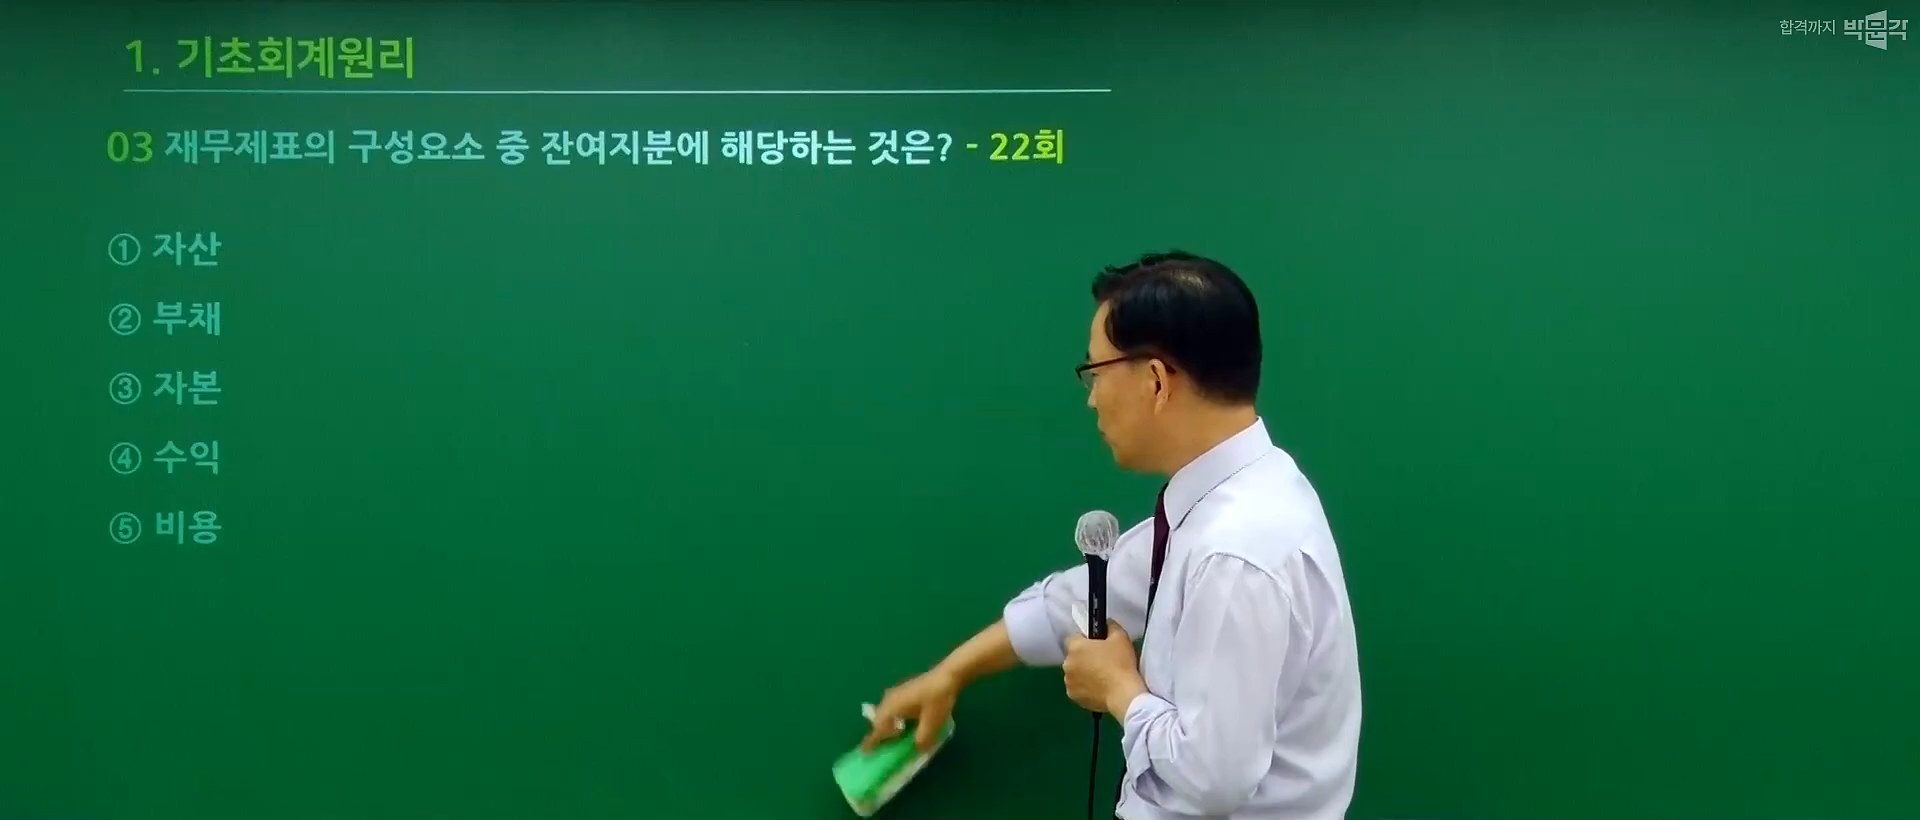 합격까지 박문각
1. 기초회계원리
03 재무제표의 구성요소 중 잔여지분에 해당하는 것은? - 22회
① 자산
② 부채
③ 자본
④ 수익
⑤ 비용